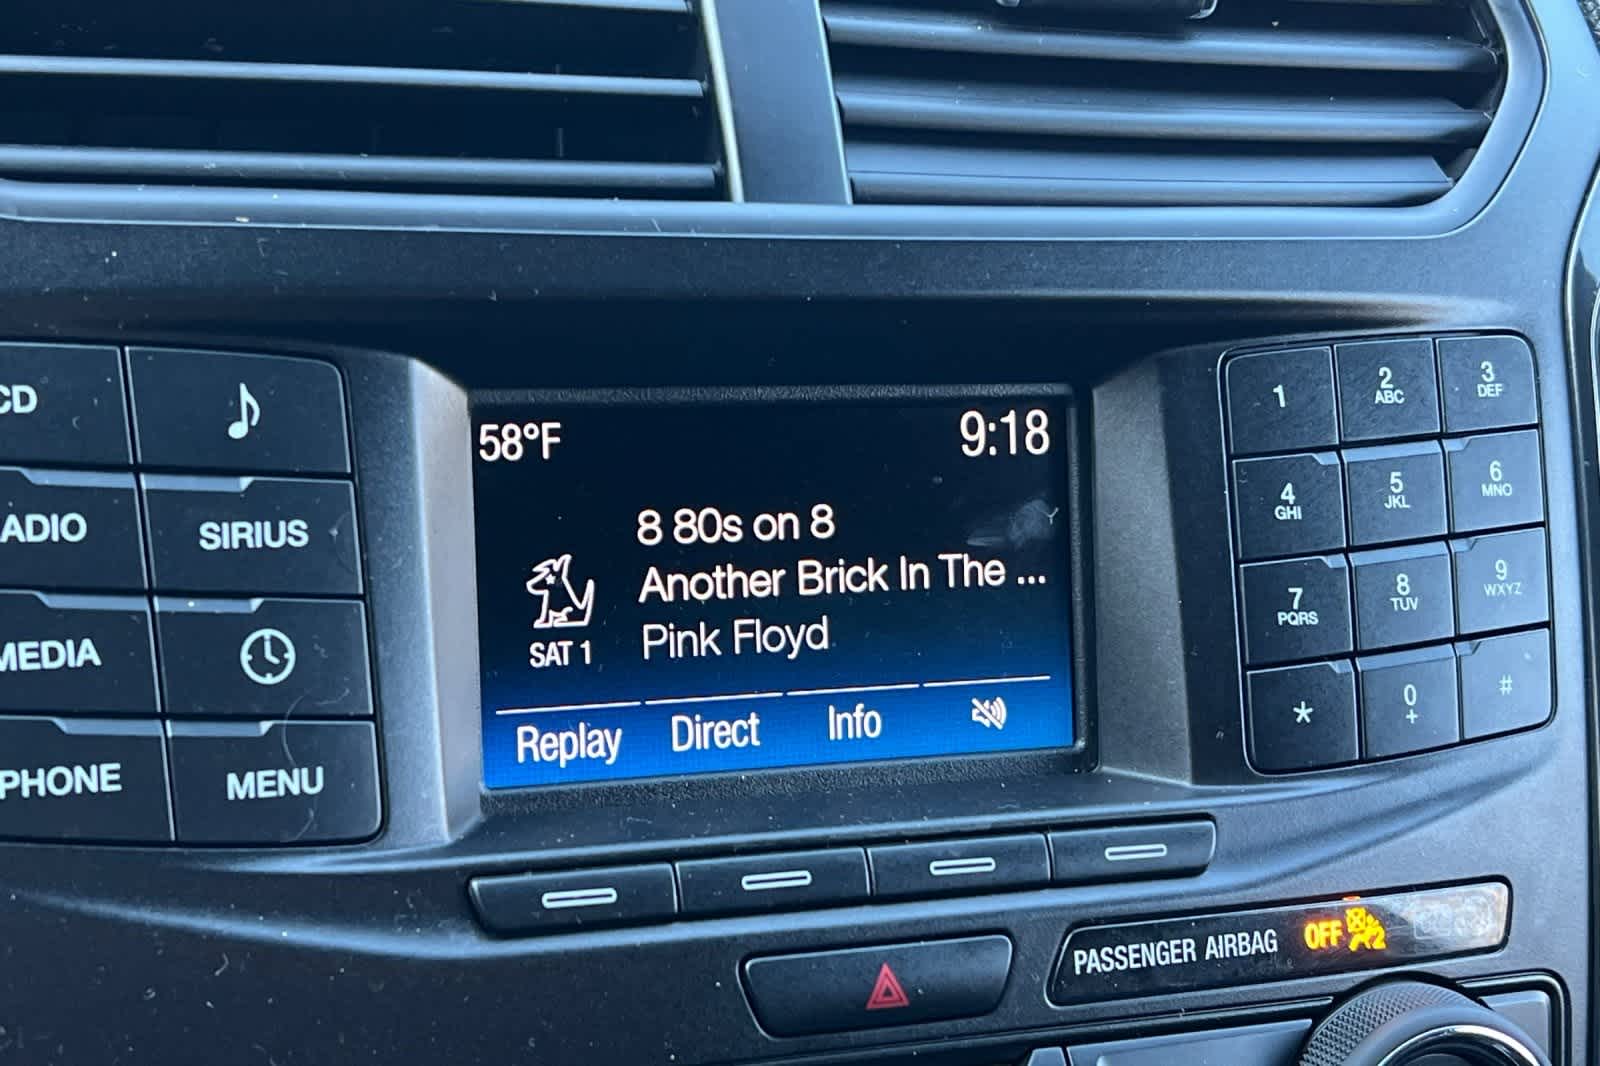 58°F 9:18
8 80s on 8
Another Brick In The ...
Pink Floyd
SAT 1
Replay Direct Info
CD
ADIO SIRIUS
MEDIA
PHONE MENU
1 2 ABC 3 DEF
4 GHI 5 JKL 6 MNO
7 PQRS 8 TUV 9 WXYZ
* 0 + #
PASSENGER AIRBAG OFF 2